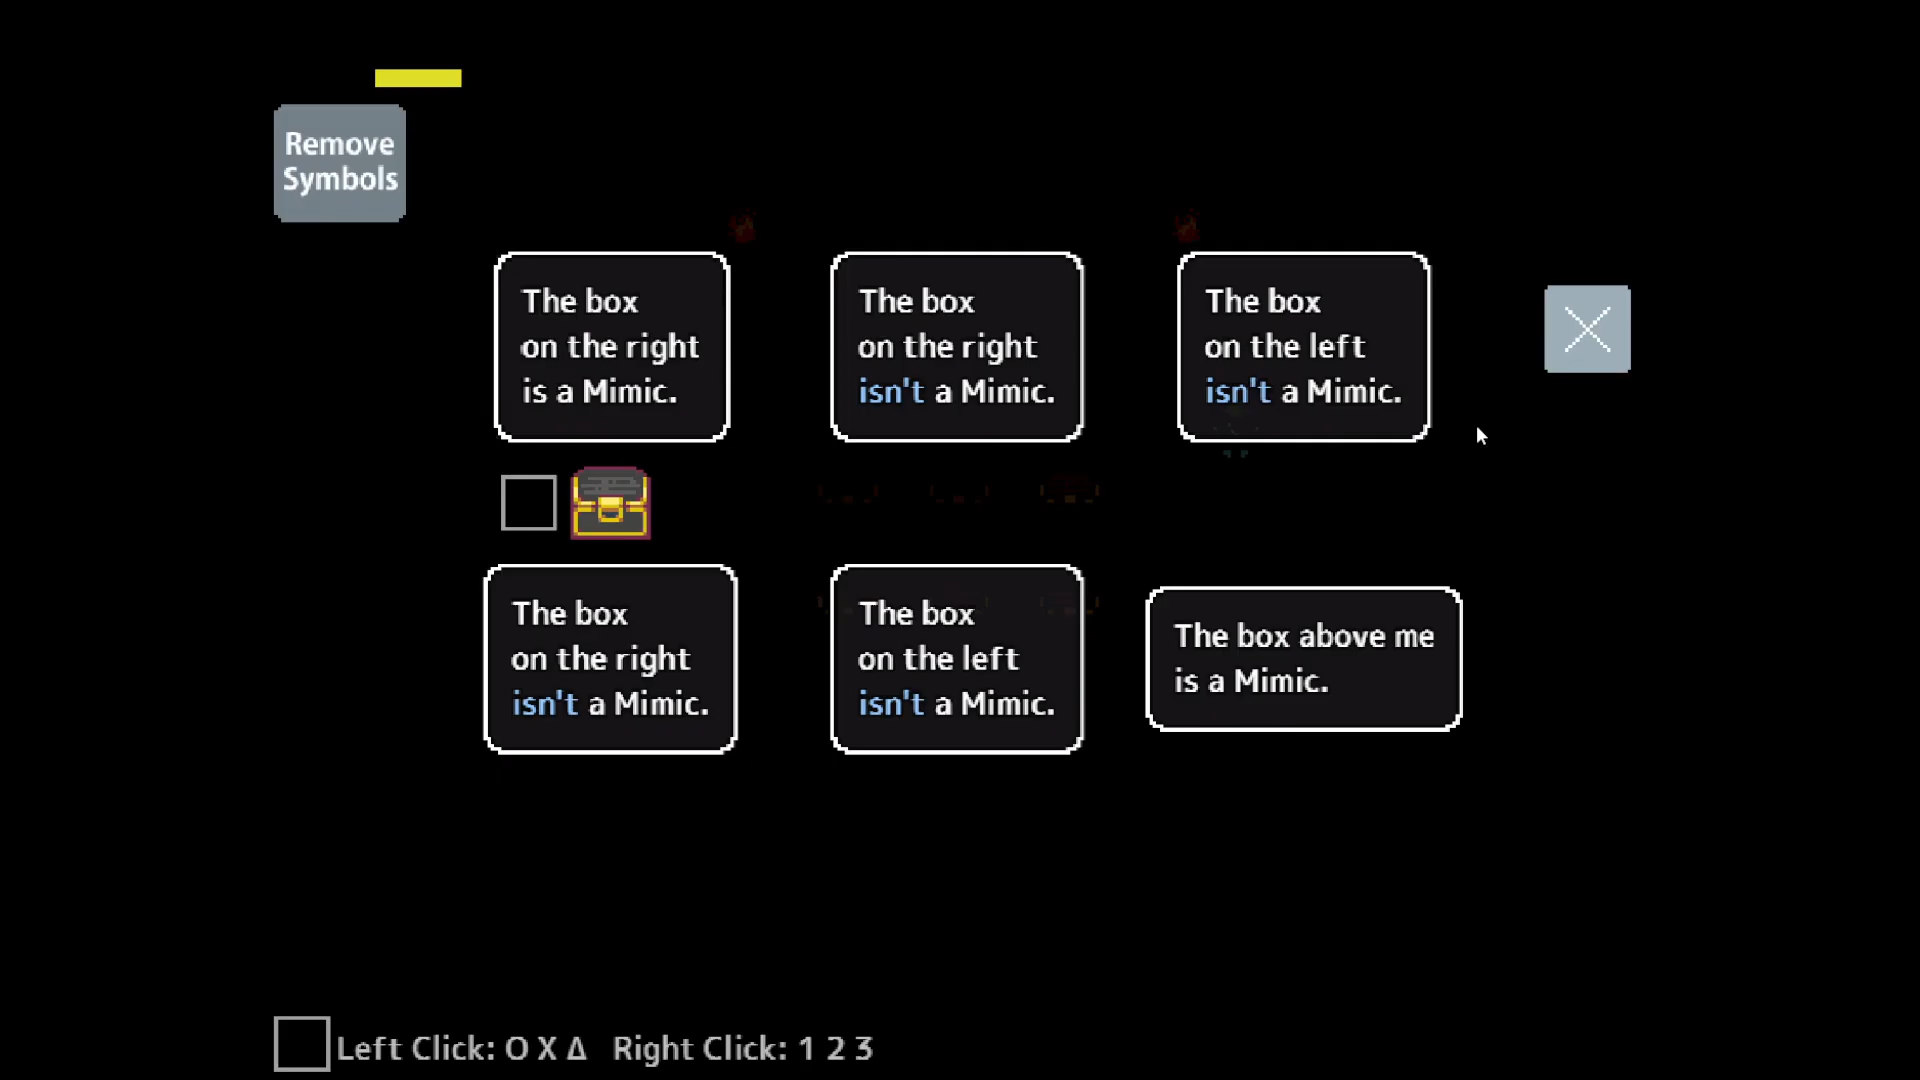 Remove
Symbols
The box
on the right
is a Mimic.
The box
on the right
isn't a Mimic.
The box
on the left
isn't a Mimic.
The box
on the right
isn't a Mimic.
The box
on the left
isn't a Mimic.
The box above me
is a Mimic.
Left Click: O X Δ Right Click: 1 2 3